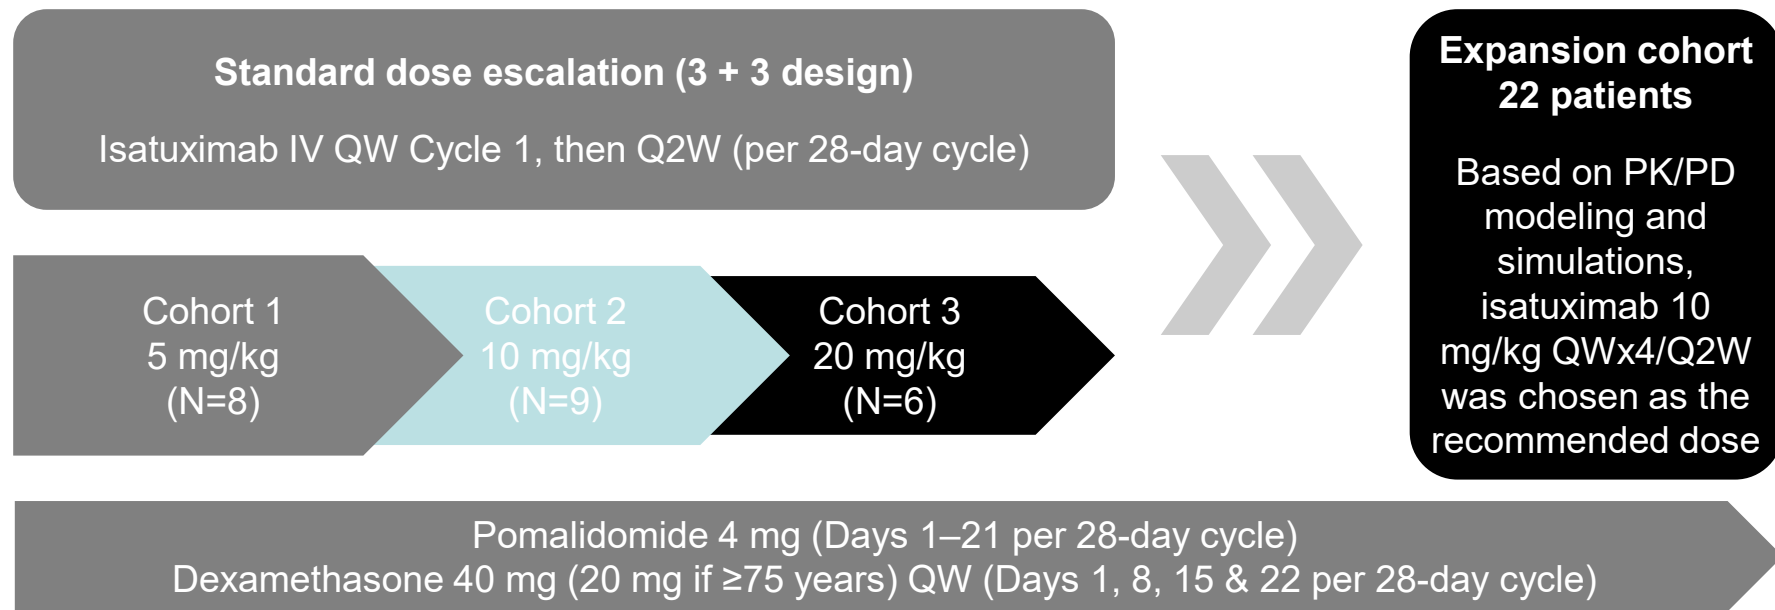 Standard dose escalation (3 + 3 design)
Isatuximab IV QW Cycle 1, then Q2W (per 28-day cycle)
Cohort 1
5 mg/kg
(N=8)
Cohort 2
10 mg/kg
(N=9)
Cohort 3
20 mg/kg
(N=6)
Expansion cohort
22 patients
Based on PK/PD
modeling and
simulations,
isatuximab 10
mg/kg QWx4/Q2W
was chosen as the
recommended dose
Pomalidomide 4 mg (Days 1–21 per 28-day cycle)
Dexamethasone 40 mg (20 mg if ≥75 years) QW (Days 1, 8, 15 & 22 per 28-day cycle)